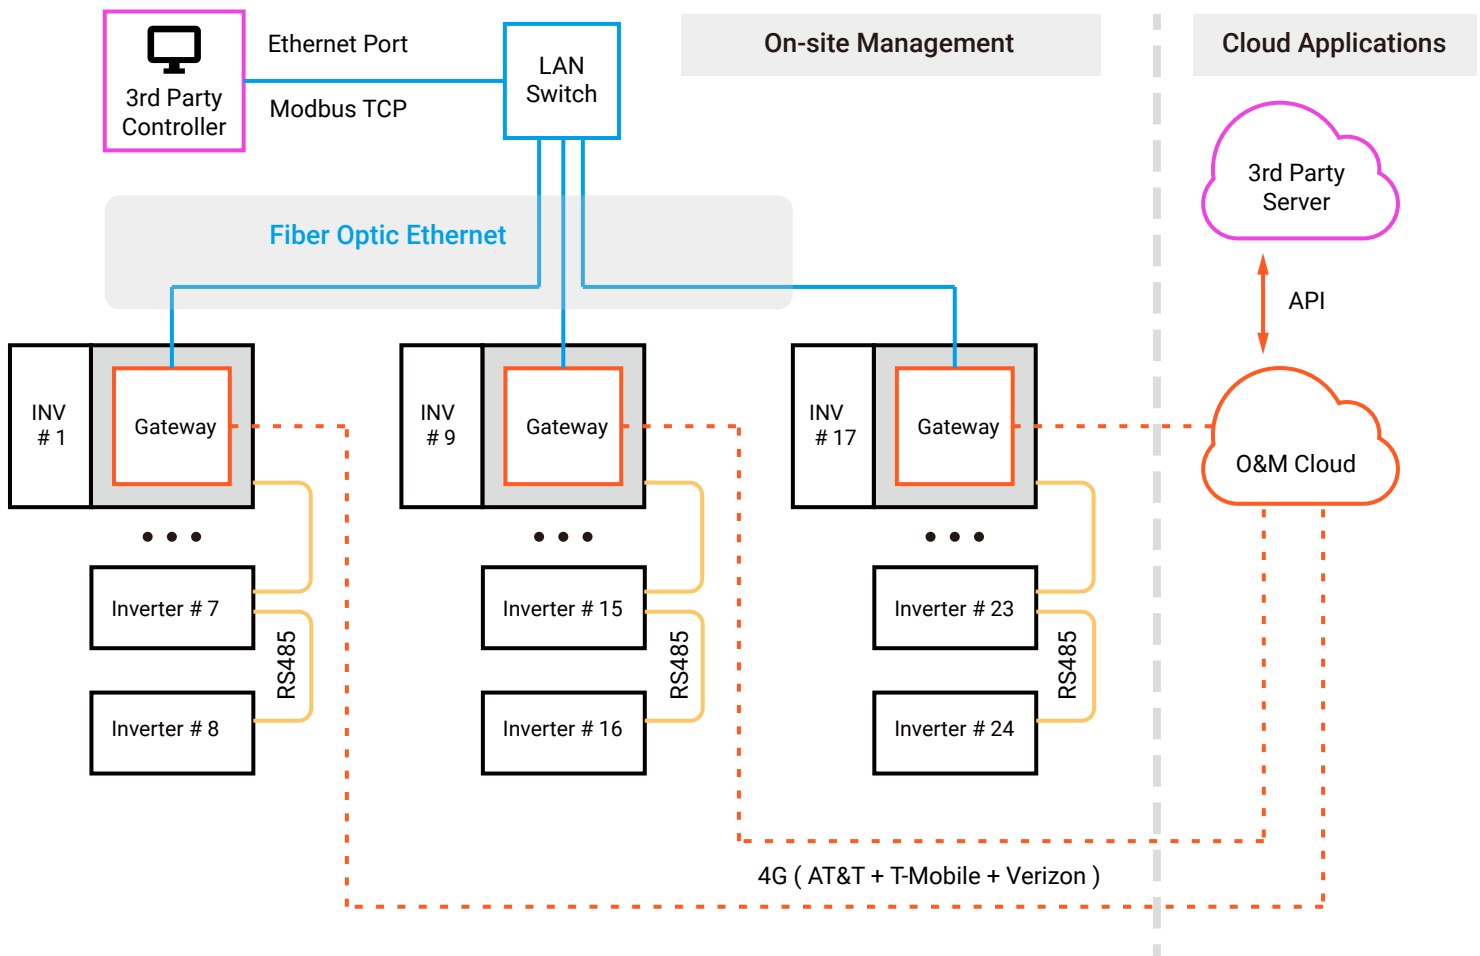 Ethernet Port
3rd Party
Controller
Modbus TCP
LAN
Switch
On-site Management
Cloud Applications
3rd Party
Server
Fiber Optic Ethernet
API
INV
# 1
Gateway
INV
# 9
Gateway
INV
# 17
Gateway
O&M Cloud
Inverter # 7
RS485
Inverter # 8
Inverter # 15
RS485
Inverter # 16
Inverter # 23
RS485
Inverter # 24
4G ( AT&T + T-Mobile + Verizon )